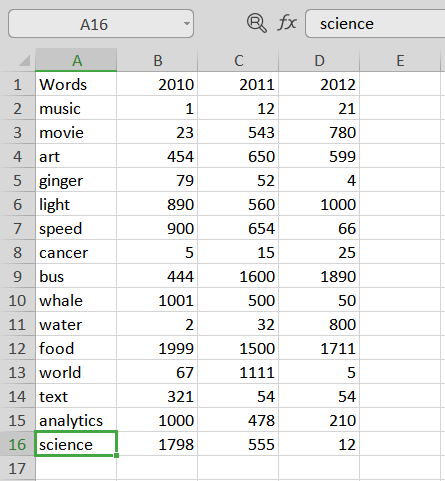 A16 fx science
A B C D E
1 Words 2010 2011 2012
2 music 1 12 21
3 movie 23 543 780
4 art 454 650 599
5 ginger 79 52 4
6 light 890 560 1000
7 speed 900 654 66
8 cancer 5 15 25
9 bus 444 1600 1890
10 whale 1001 500 50
11 water 2 32 800
12 food 1999 1500 1711
13 world 67 1111 5
14 text 321 54 54
15 analytics 1000 478 210
16 science 1798 555 12
17